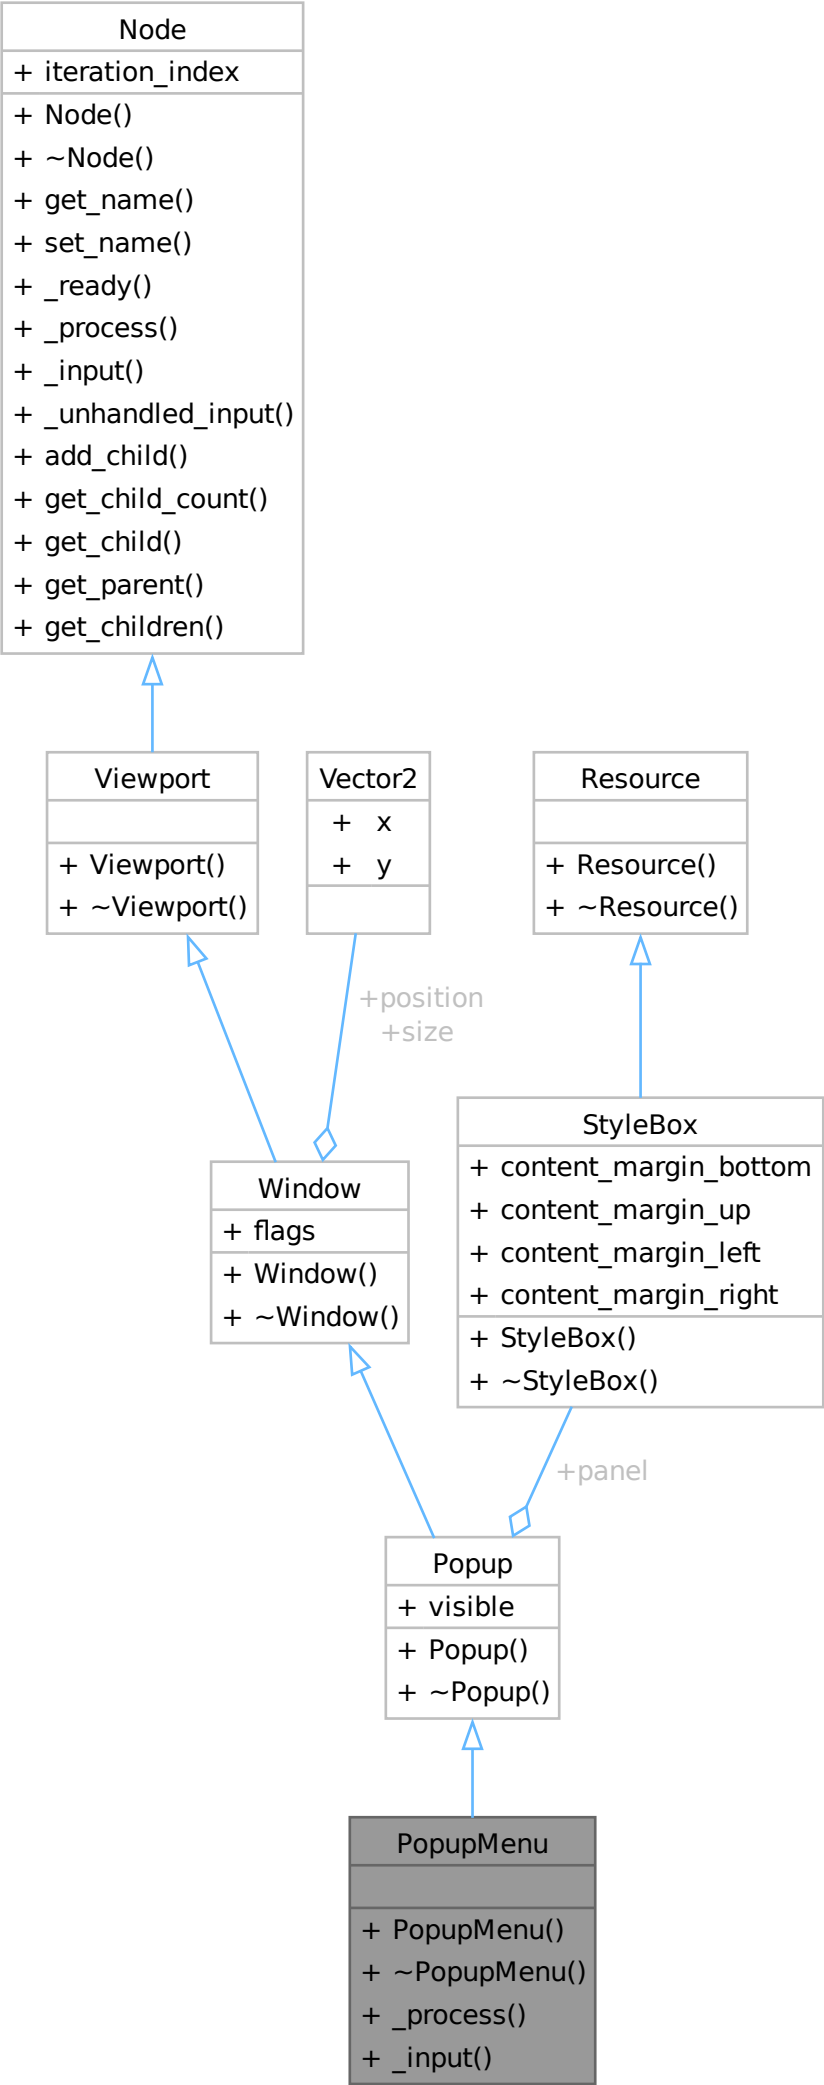 Node
+ iteration_index
+ Node()
+ ~Node()
+ get_name()
+ set_name()
+ _ready()
+ _process()
+ _input()
+ _unhandled_input()
+ add_child()
+ get_child_count()
+ get_child()
+ get_parent()
+ get_children()
Viewport
+ Viewport()
+ ~Viewport()
Vector2
+ x
+ y
Resource
+ Resource()
+ ~Resource()
+position
+size
StyleBox
+ content_margin_bottom
+ content_margin_up
+ content_margin_left
+ content_margin_right
+ StyleBox()
+ ~StyleBox()
Window
+ flags
+ Window()
+ ~Window()
+panel
Popup
+ visible
+ Popup()
+ ~Popup()
PopupMenu
+ PopupMenu()
+ ~PopupMenu()
+ _process()
+ _input()